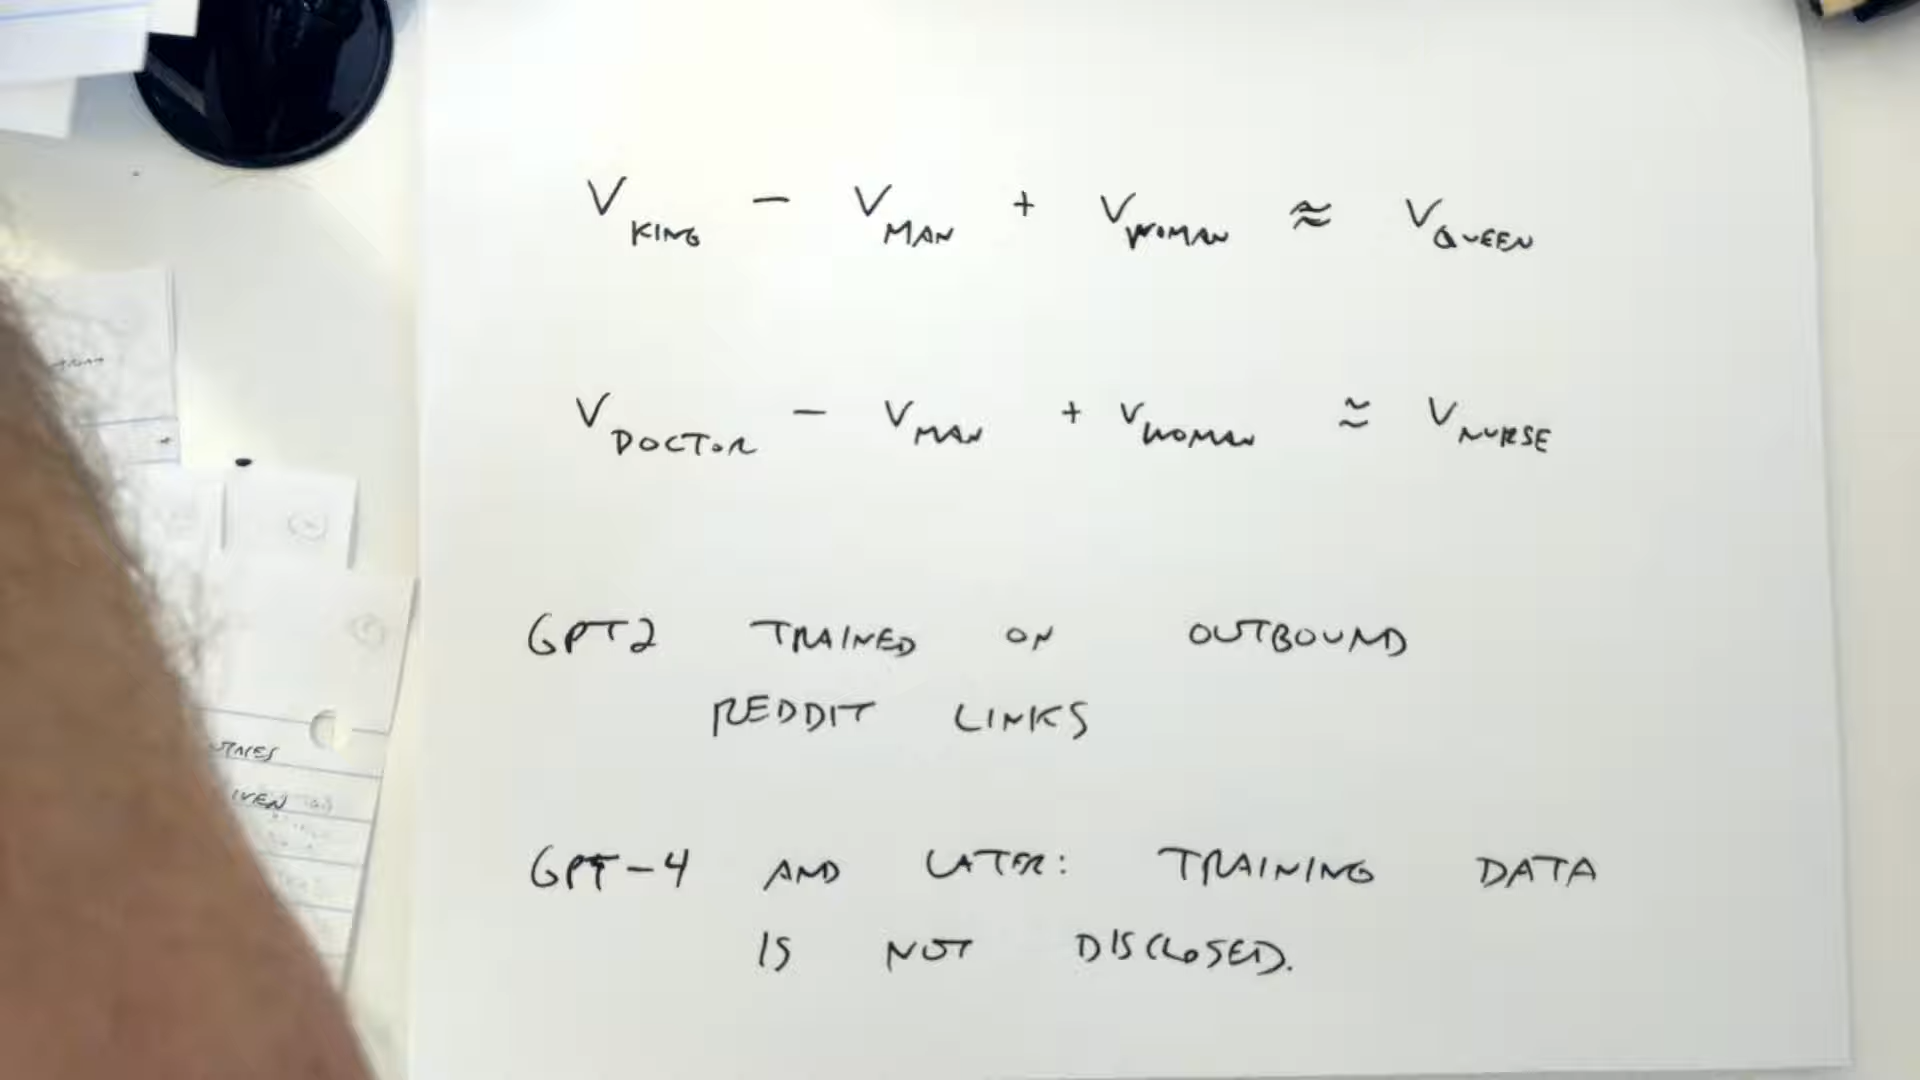 V KING - V MAN + V WOMAN ≈ V QUEEN
V DOCTOR - V MAN + V WOMAN ≈ V NURSE
GPT2 TRAINED ON OUTBOUND
REDDIT LINKS
GPT-4 AND LATER: TRAINING DATA
IS NOT DISCLOSED.